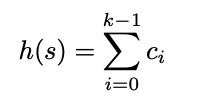 h(s) = \sum_{i=0}^{k-1} c_i